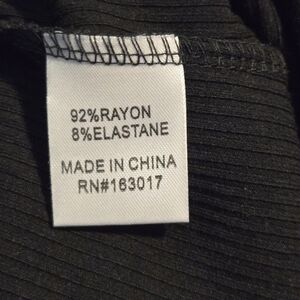 92%RAYON
8%ELASTANE
MADE IN CHINA
RN#163017